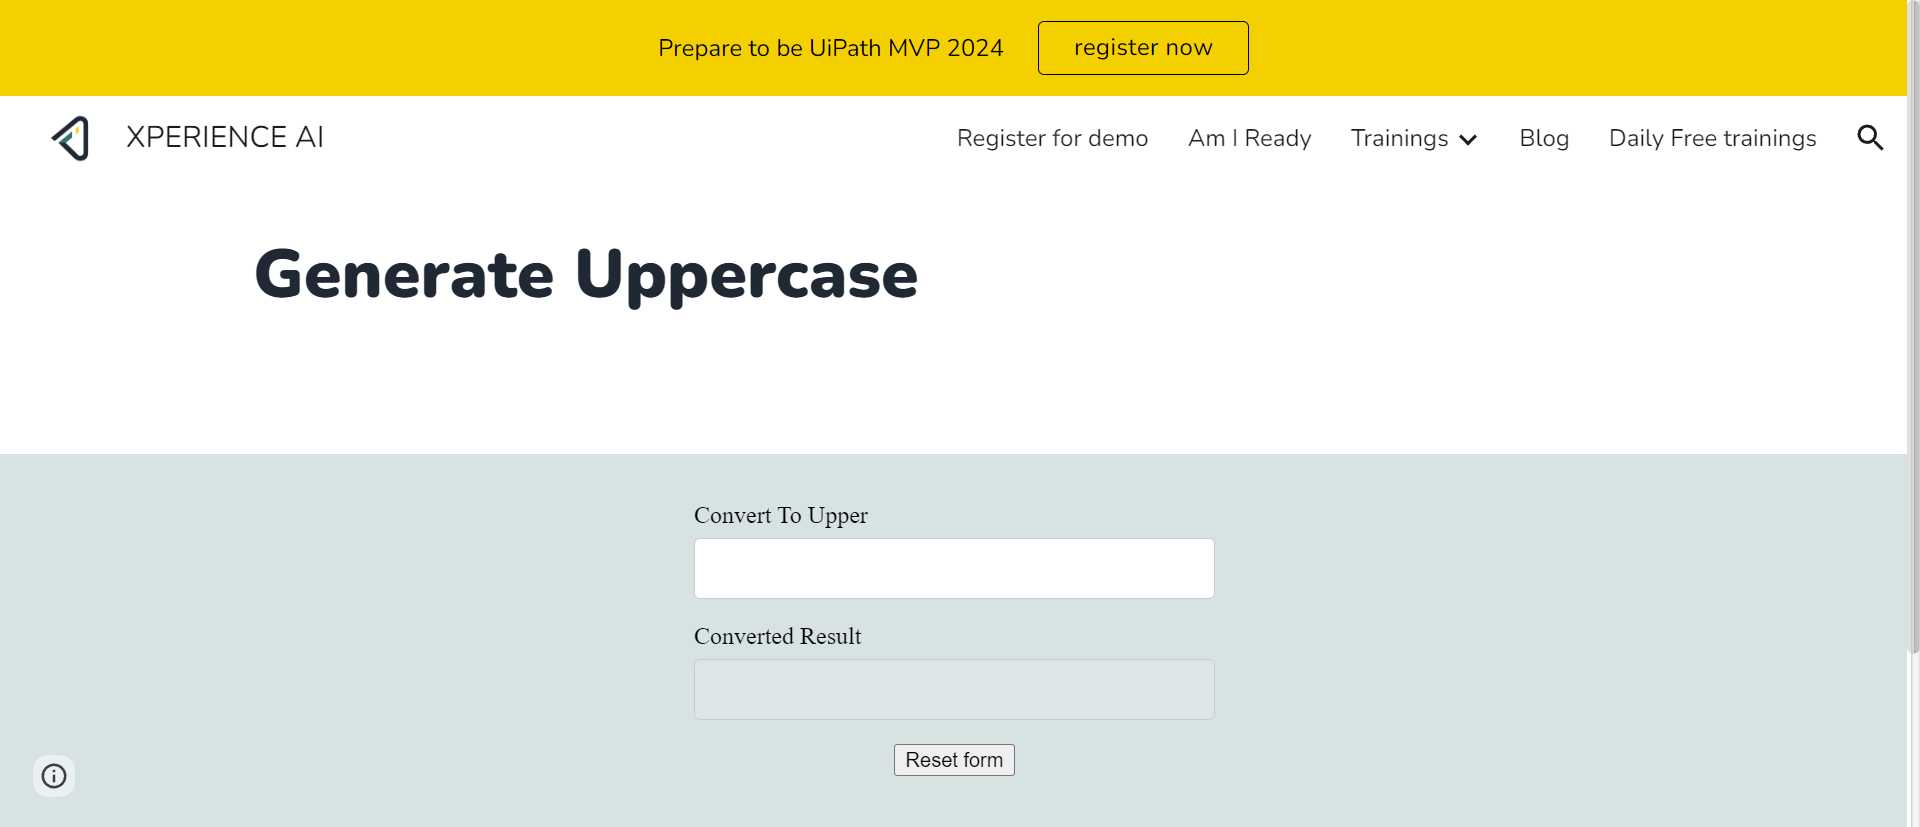 Prepare to be UiPath MVP 2024 register now
XPERIENCE AI Register for demo Am I Ready Trainings Blog Daily Free trainings
Generate Uppercase
Convert To Upper
Converted Result
Reset form